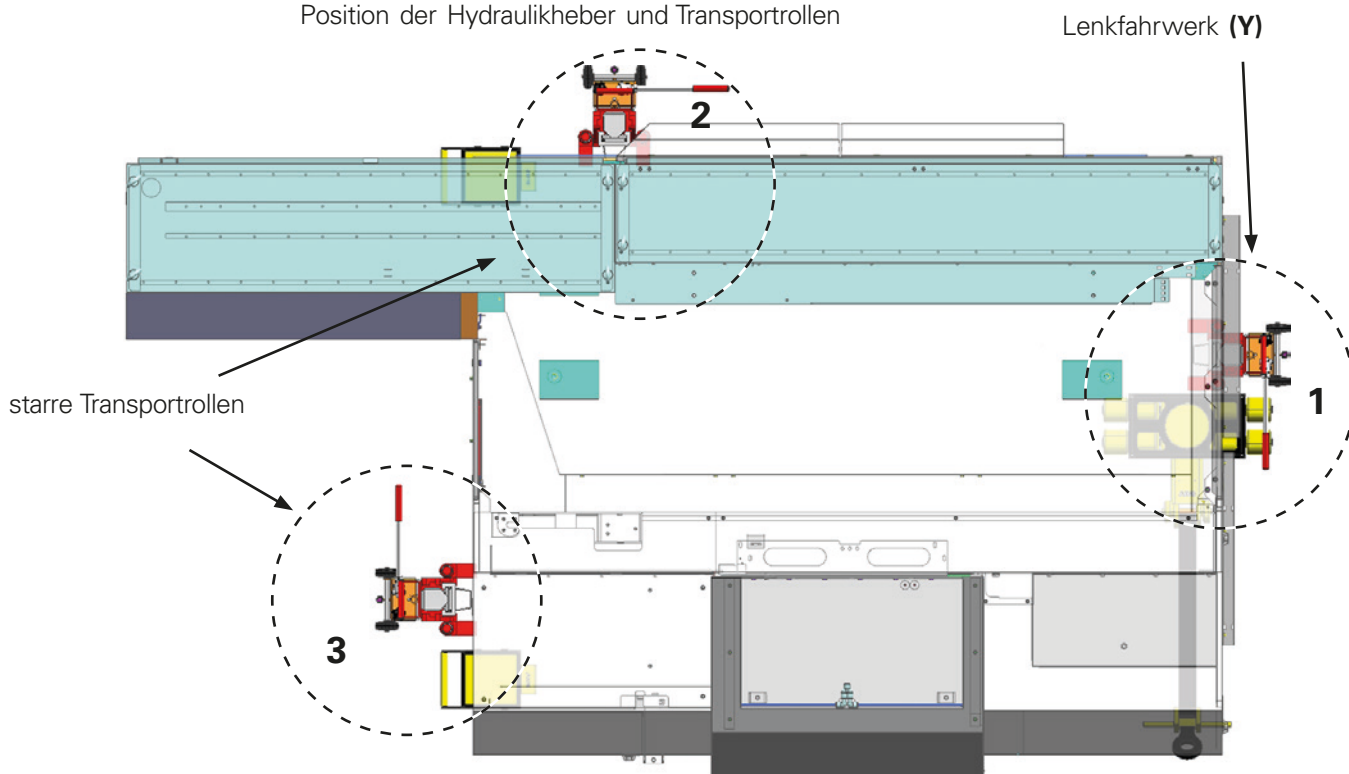 Position der Hydraulikheber und Transportrollen
Lenkfahrwerk (Y)
2
1
starre Transportrollen
3